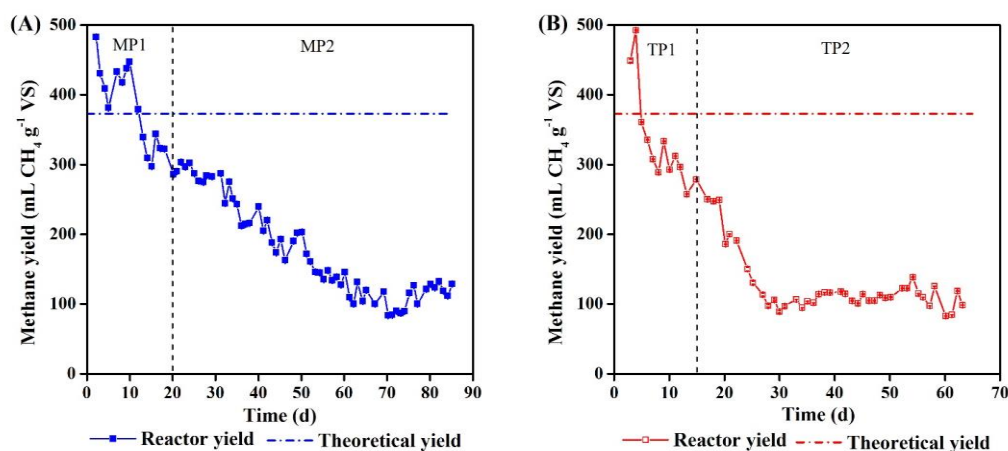 (A)
MP1
MP2
Methane yield (mL CH₄ g⁻¹ VS)
500
400
300
200
100
0
0 10 20 30 40 50 60 70 80 90
Time (d)
Reactor yield Theoretical yield
(B)
TP1
TP2
Methane yield (mL CH₄ g⁻¹ VS)
500
400
300
200
100
0
0 10 20 30 40 50 60 70
Time (d)
Reactor yield Theoretical yield